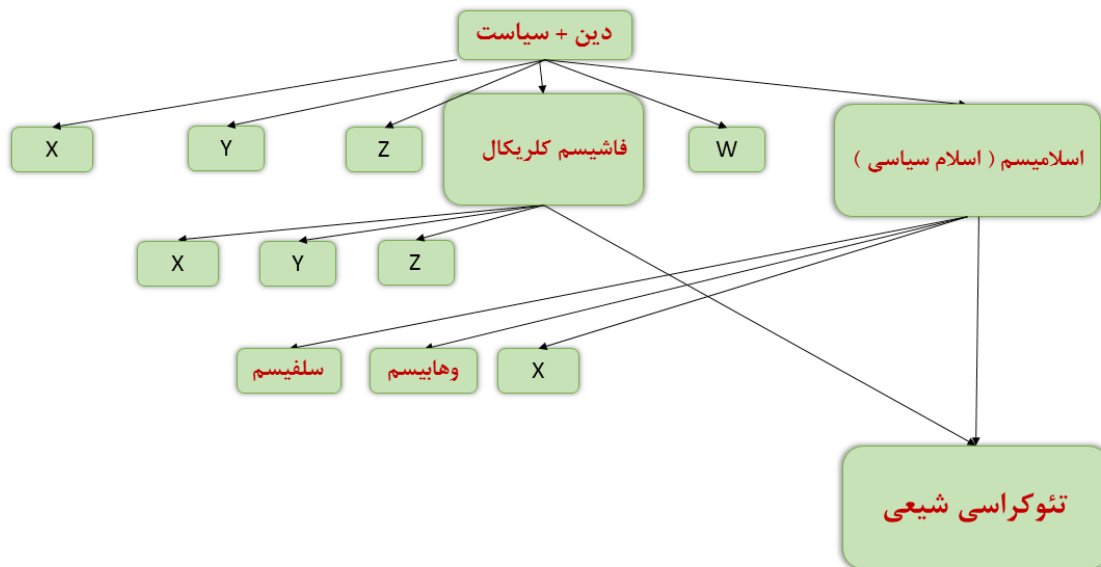 دین + سیاست
X
Y
Z
فاشیسم کلریکال
W
اسلامیسم ( اسلام سیاسی )
X
Y
Z
سلفیسم
وهابیسم
X
تئوکراسی شیعی